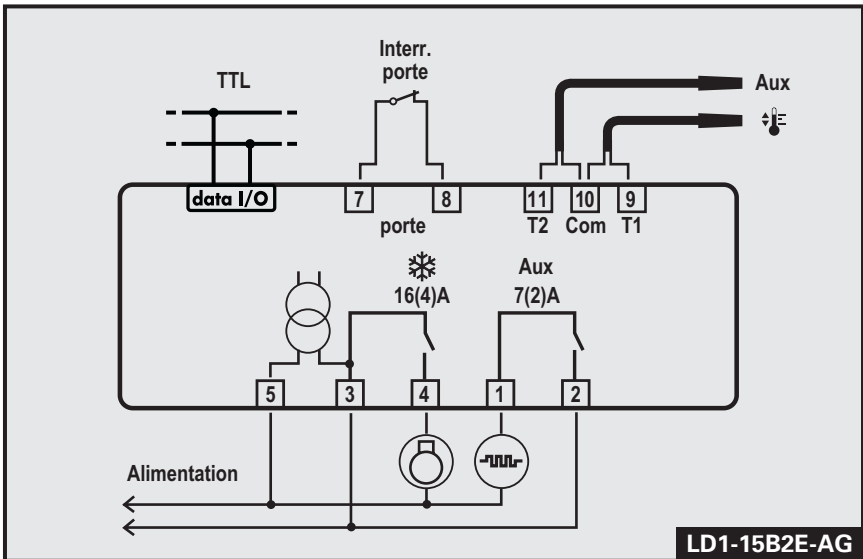 Interr.
porte
TTL
Aux
data I/O
7
8
11
10
9
porte
T2
Com
T1
Aux
16(4)A
7(2)A
5
3
4
1
2
Alimentation
LD1-15B2E-AG